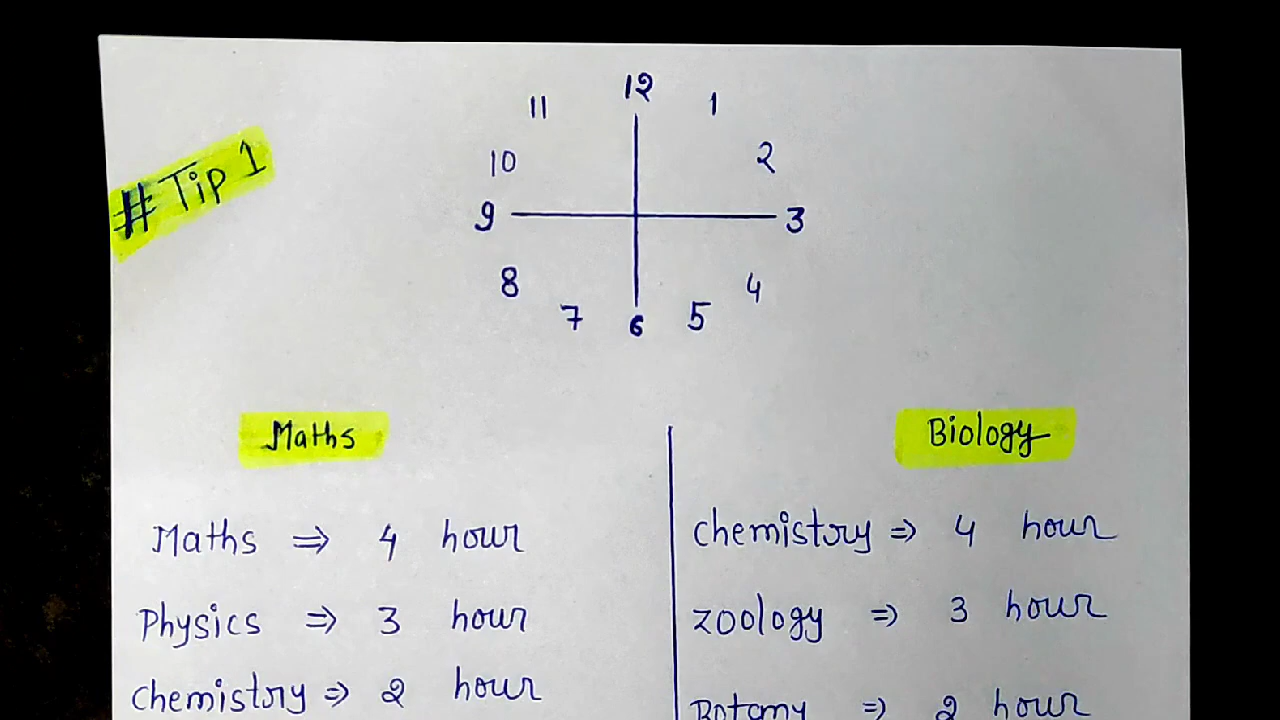 # Tip 1
12
11 1
10 2
9 3
8 4
7 6 5
Maths
Maths ⇒ 4 hour
Physics ⇒ 3 hour
Chemistry ⇒ 2 hour
Biology
Chemistry ⇒ 4 hour
Zoology ⇒ 3 hour
Botany ⇒ 2 hour